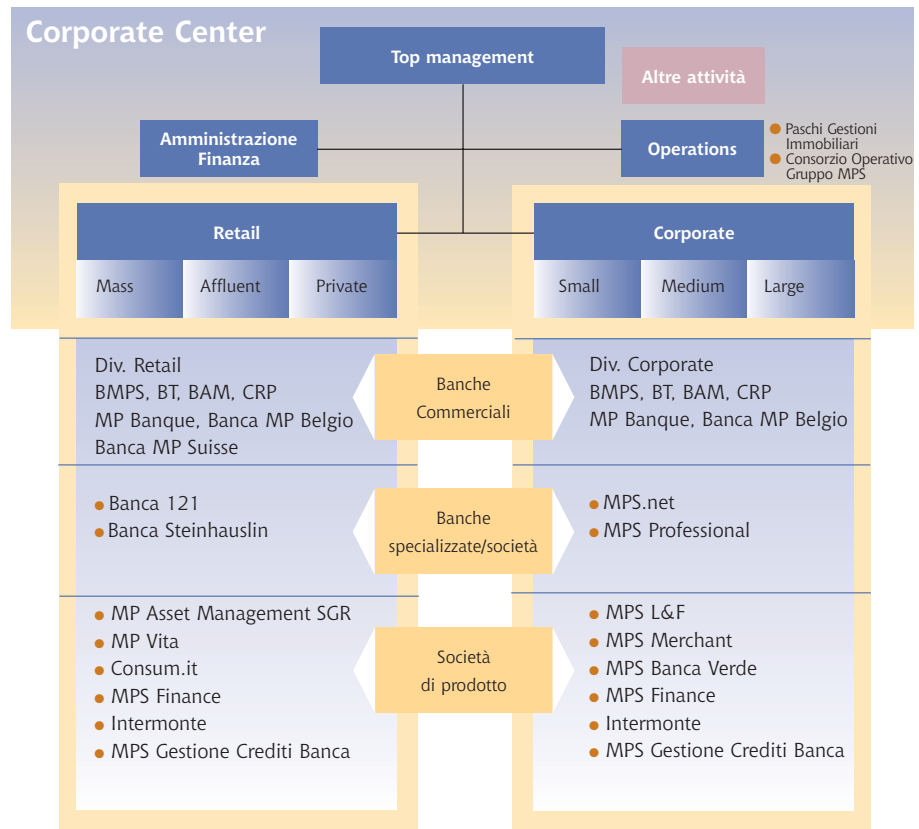 Corporate Center
Top management
Altre attività
Amministrazione
Finanza
Operations
Paschi Gestioni
Immobiliari
Consorzio Operativo
Gruppo MPS
Retail
Mass
Affluent
Private
Corporate
Small
Medium
Large
Div. Retail
BMPS, BT, BAM, CRP
MP Banque, Banca MP Belgio
Banca MP Suisse
Banche
Commerciali
Div. Corporate
BMPS, BT, BAM, CRP
MP Banque, Banca MP Belgio
Banca 121
Banca Steinhauslin
Banche
specializzate/società
MPS.net
MPS Professional
MP Asset Management SGR
MP Vita
Consum.it
MPS Finance
Intermonte
MPS Gestione Crediti Banca
Società
di prodotto
MPS L&F
MPS Merchant
MPS Banca Verde
MPS Finance
Intermonte
MPS Gestione Crediti Banca